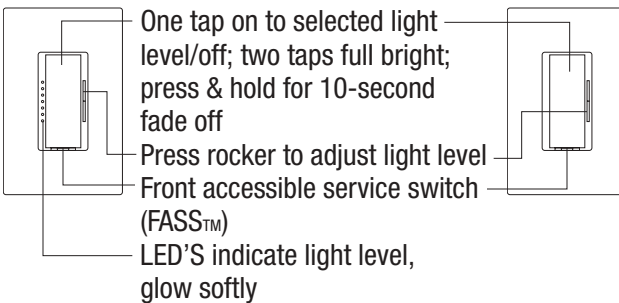 One tap on to selected light
level/off; two taps full bright;
press & hold for 10-second
fade off
Press rocker to adjust light level
Front accessible service switch
(FASS™)
LED'S indicate light level,
glow softly